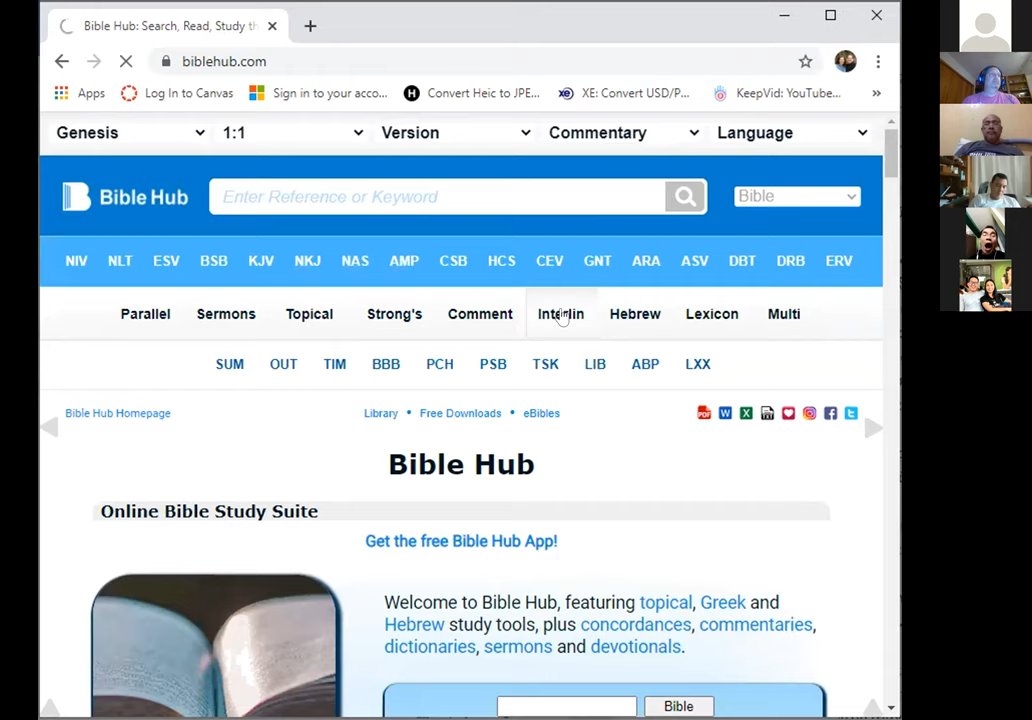 Bible Hub: Search, Read, Study th
biblehub.com
Apps Log In to Canvas Sign in to your acco... Convert Heic to JPE... XE: Convert USD/P... KeepVid: YouTube... »
Genesis 1:1 Version Commentary Language
Bible Hub Enter Reference or Keyword Bible
NIV NLT ESV BSB KJV NKJ NAS AMP CSB HCS CEV GNT ARA ASV DBT DRB ERV
Parallel Sermons Topical Strong's Comment Interlin Hebrew Lexicon Multi
SUM OUT TIM BBB PCH PSB TSK LIB ABP LXX
Bible Hub Homepage Library • Free Downloads • eBibles
Bible Hub
Online Bible Study Suite
Get the free Bible Hub App!
Welcome to Bible Hub, featuring topical, Greek and
Hebrew study tools, plus concordances, commentaries,
dictionaries, sermons and devotionals.
Bible